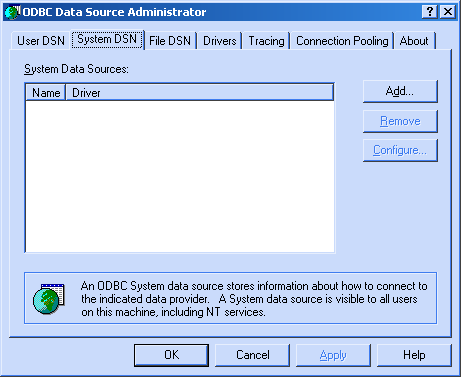 ODBC Data Source Administrator
User DSN System DSN File DSN Drivers Tracing Connection Pooling About
System Data Sources:
Name Driver
Add...
Remove
Configure...
An ODBC System data source stores information about how to connect to
the indicated data provider. A System data source is visible to all users
on this machine, including NT services.
OK Cancel Apply Help